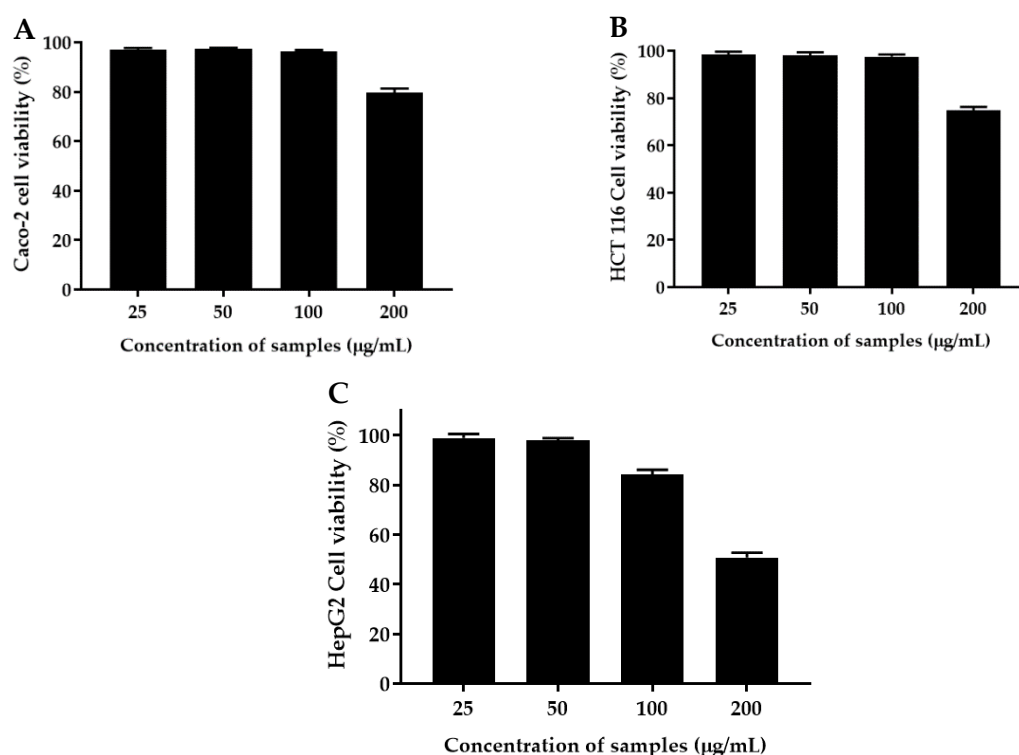 A
Caco-2 cell viability (%)
100
80
60
40
20
0
25 50 100 200
Concentration of samples (µg/mL)
B
HCT 116 Cell viability (%)
100
80
60
40
20
0
25 50 100 200
Concentration of samples (µg/mL)
C
HepG2 Cell viability (%)
100
80
60
40
20
0
25 50 100 200
Concentration of samples (µg/mL)